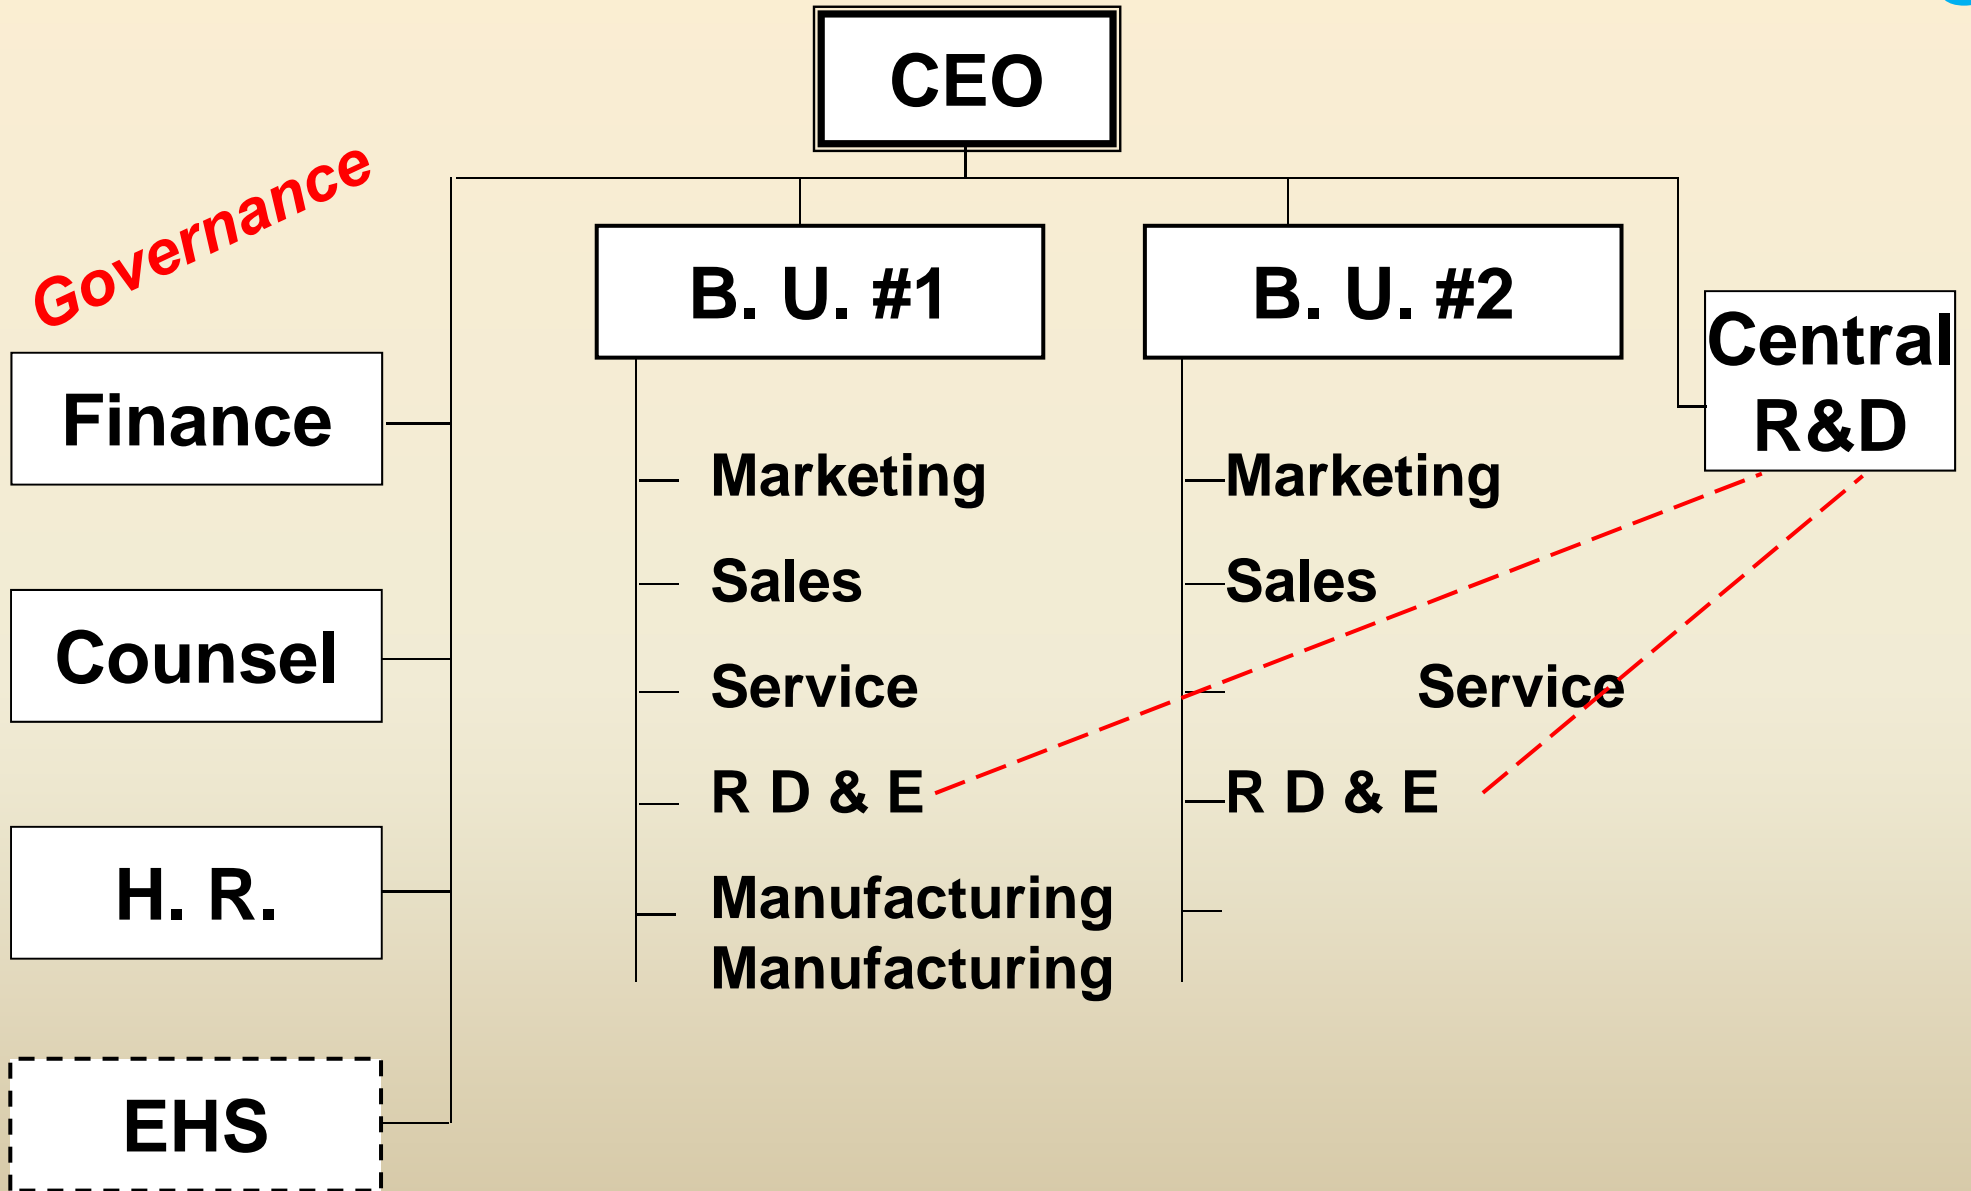 CEO
Governance
B. U. #1
B. U. #2
Central
R&D
Finance
Counsel
H. R.
EHS
Marketing
Sales
Service
R D & E
Manufacturing
Manufacturing
Marketing
Sales
Service
R D & E